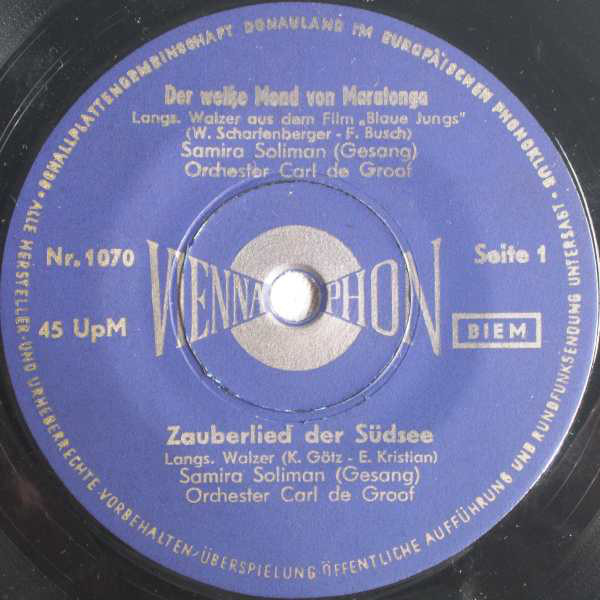 SCHALLPLATTENGEMEINSCHAFT DONAULAND IM EUROPÄISCHEN PHONOKLUB •
Der weiße Mond von Maratonga
Langs. Walzer aus dem Film „Blaue Jungs"
(W. Scharfenberger - F. Busch)
Samira Soliman (Gesang)
Orchester Carl de Groof
Nr. 1070
Seite 1
VIENNAPHON
45 UpM
BIEM
Zauberlied der Südsee
Langs. Walzer (K. Götz - E. Kristian)
Samira Soliman (Gesang)
Orchester Carl de Groof
• ALLE HERSTELLER- UND URHEBERRECHTE VORBEHALTEN/ÜBERSPIELUNG ÖFFENTLICHE AUFFÜHRUNG UND RUNDFUNKSENDUNG UNTERSAGT •